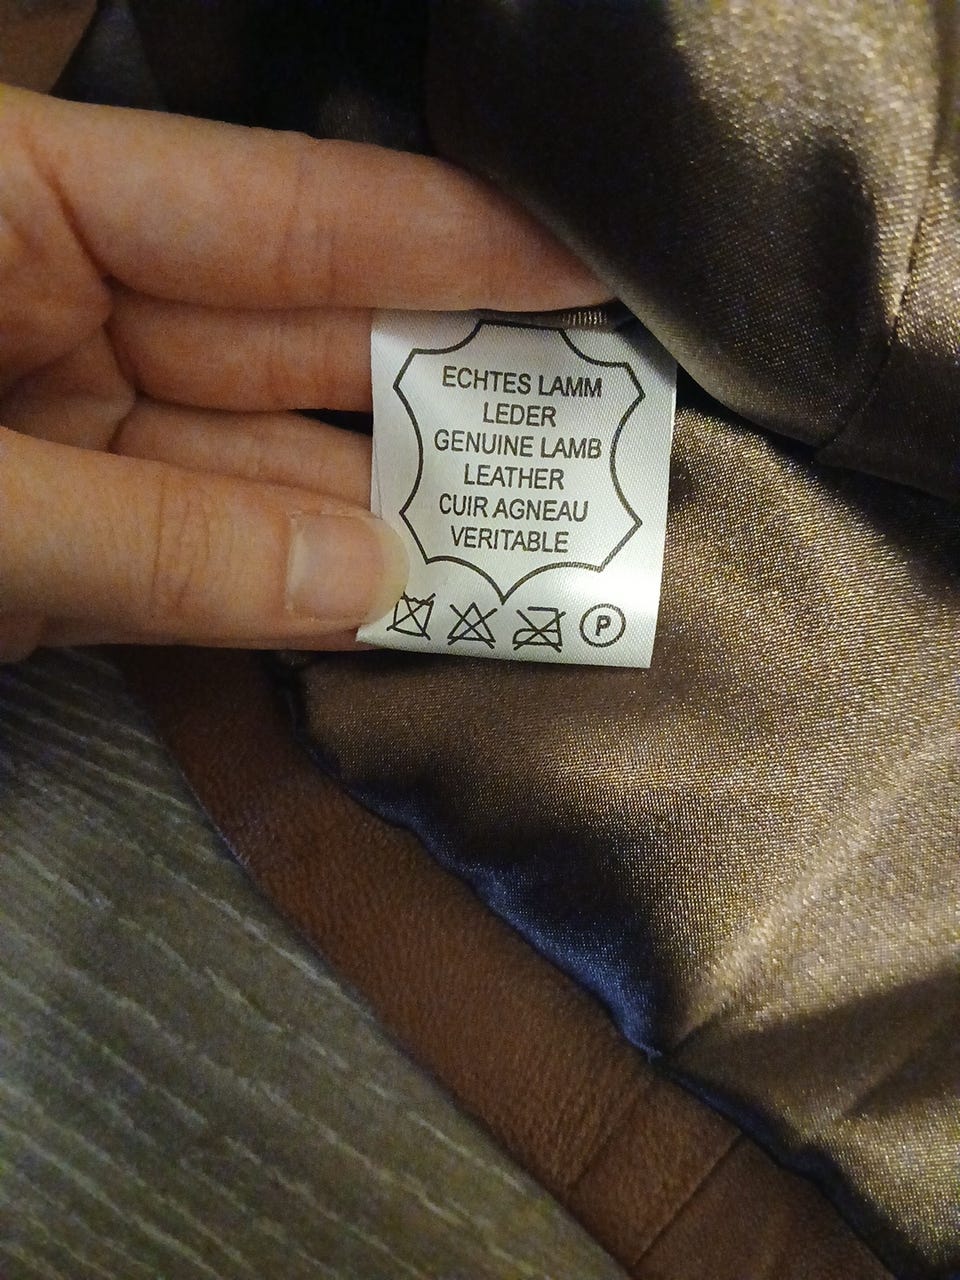 ECHTES LAMM
LEDER
GENUINE LAMB
LEATHER
CUIR AGNEAU
VERITABLE
P